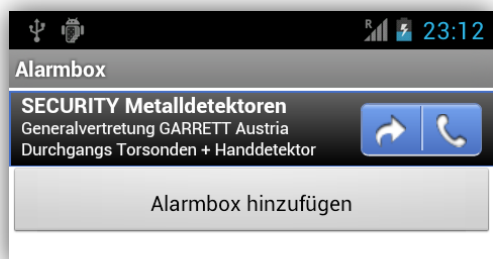 R
23:12
Alarmbox
SECURITY Metalldetektoren
Generalvertretung GARRETT Austria
Durchgangs Torsonden + Handdetektor
Alarmbox hinzufügen